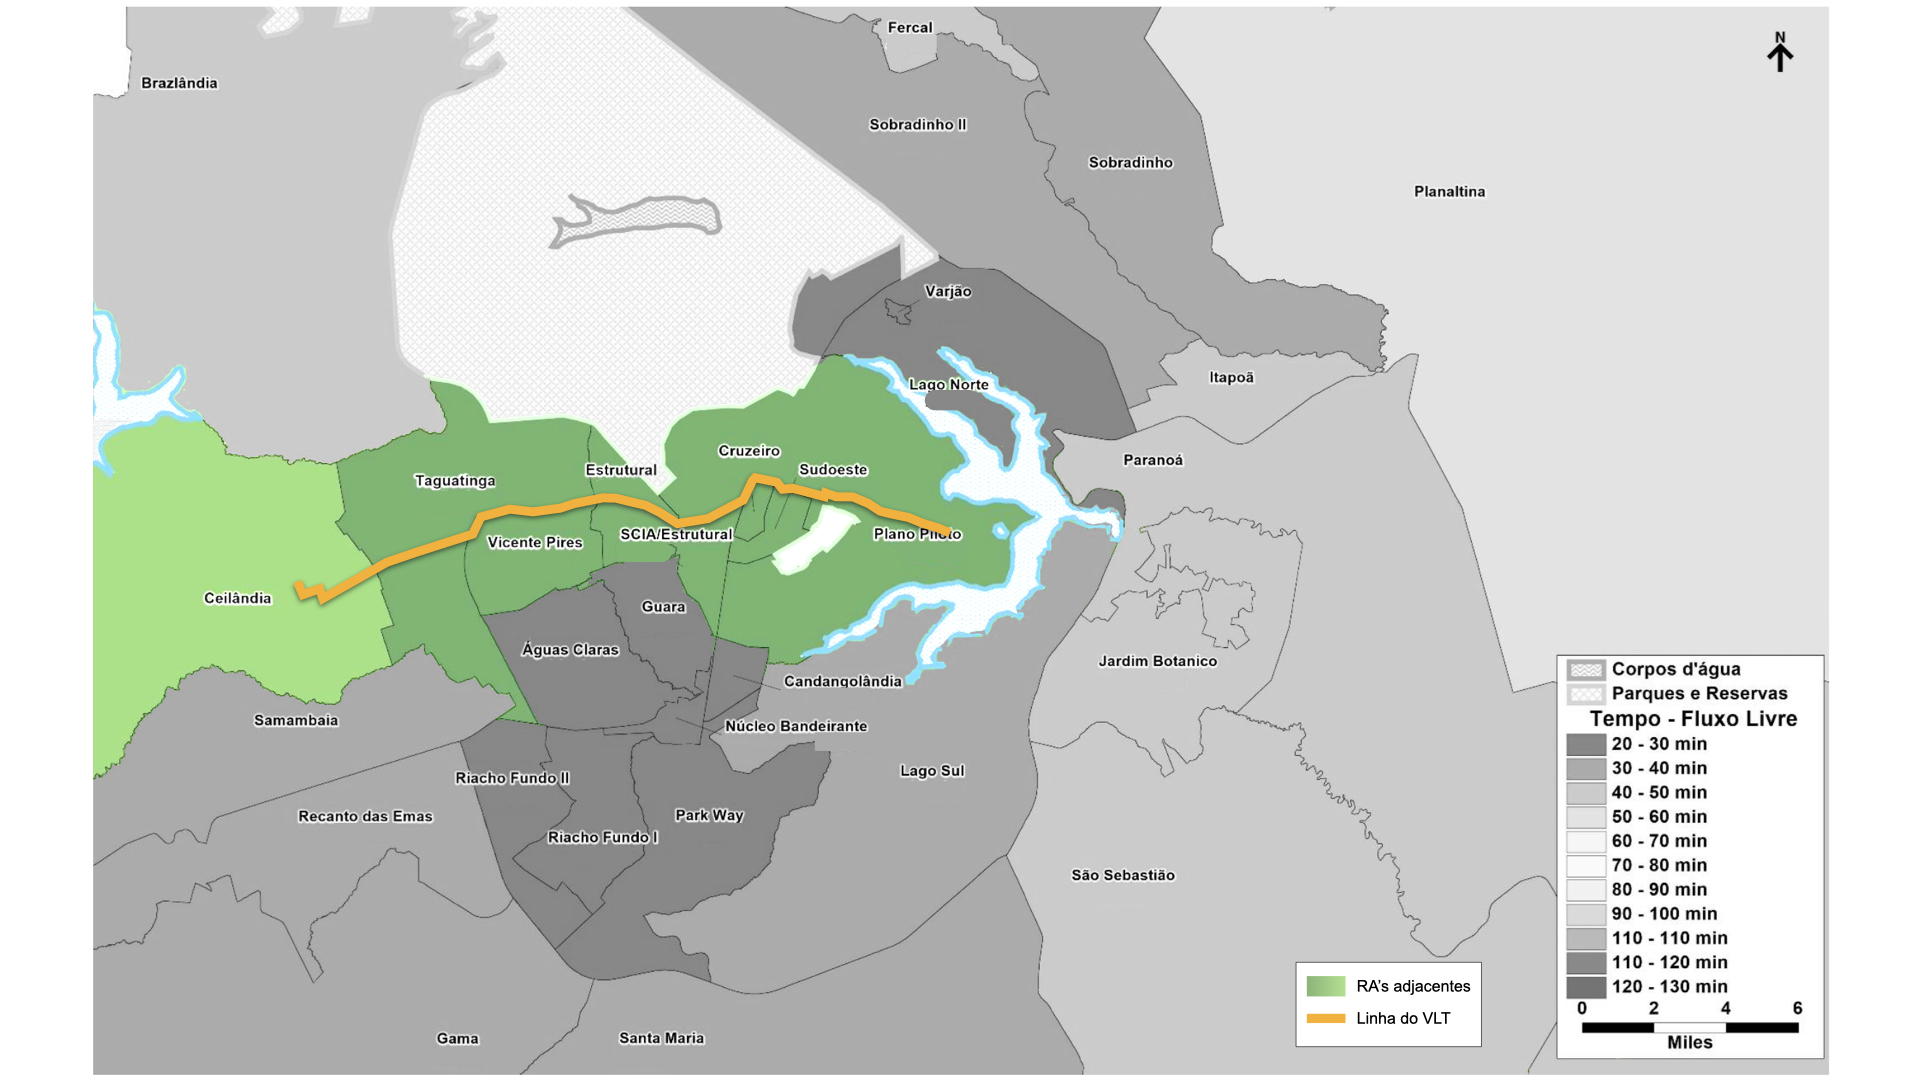 Fercal
N
Brazlândia
Sobradinho II
Sobradinho
Planaltina
Varjão
Lago Norte
Itapoã
Cruzeiro
Paranoá
Estrutural
Sudoeste
Taguatinga
SCIA/Estrutural
Plano Piloto
Vicente Pires
Ceilândia
Guara
Águas Claras
Jardim Botanico
Candangolândia
Samambaia
Núcleo Bandeirante
Lago Sul
Riacho Fundo II
Recanto das Emas
Park Way
Riacho Fundo I
São Sebastião
Gama
Santa Maria
Corpos d'água
Parques e Reservas
Tempo - Fluxo Livre
20 - 30 min
30 - 40 min
40 - 50 min
50 - 60 min
60 - 70 min
70 - 80 min
80 - 90 min
90 - 100 min
110 - 110 min
110 - 120 min
120 - 130 min
0 2 4 6
Miles
RA's adjacentes
Linha do VLT